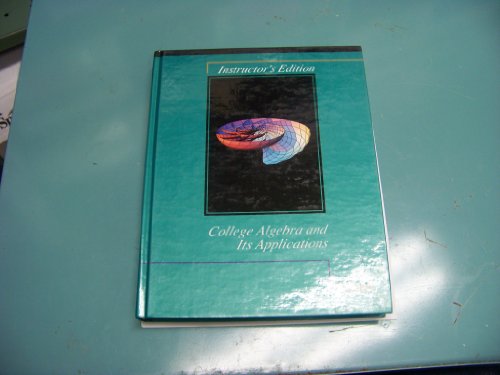 Instructor's Edition
College Algebra and
Its Applications